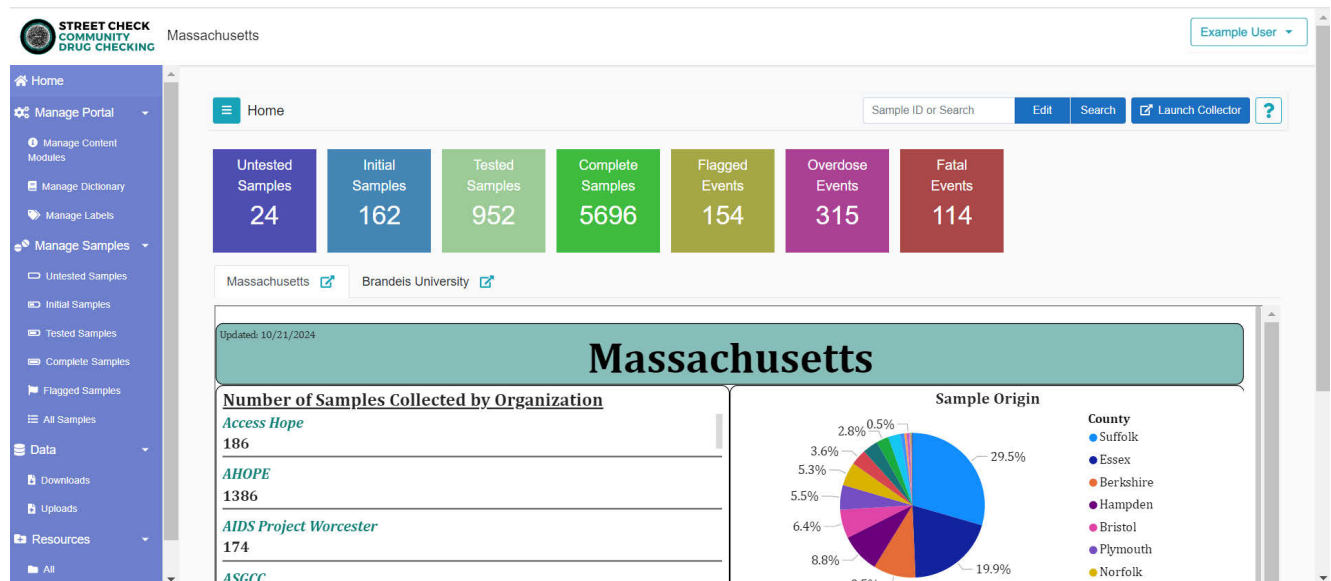 STREET CHECK
COMMUNITY
DRUG CHECKING
Massachusetts
Example User
Home
Manage Portal
Manage Content
Modules
Manage Dictionary
Manage Labels
Manage Samples
Untested Samples
Initial Samples
Tested Samples
Complete Samples
Flagged Samples
All Samples
Data
Downloads
Uploads
Resources
All
Home
Sample ID or Search
Edit
Search
Launch Collector
?
Untested
Samples
24
Initial
Samples
162
Tested
Samples
952
Complete
Samples
5696
Flagged
Events
154
Overdose
Events
315
Fatal
Events
114
Massachusetts
Brandeis University
Updated: 10/21/2024
Massachusetts
Number of Samples Collected by Organization
Access Hope
186
AHOPE
1386
AIDS Project Worcester
174
ASGCC
Sample Origin
0.5%
2.8%
3.6%
5.3%
5.5%
6.4%
8.8%
29.5%
19.9%
County
Suffolk
Essex
Berkshire
Hampden
Bristol
Plymouth
Norfolk